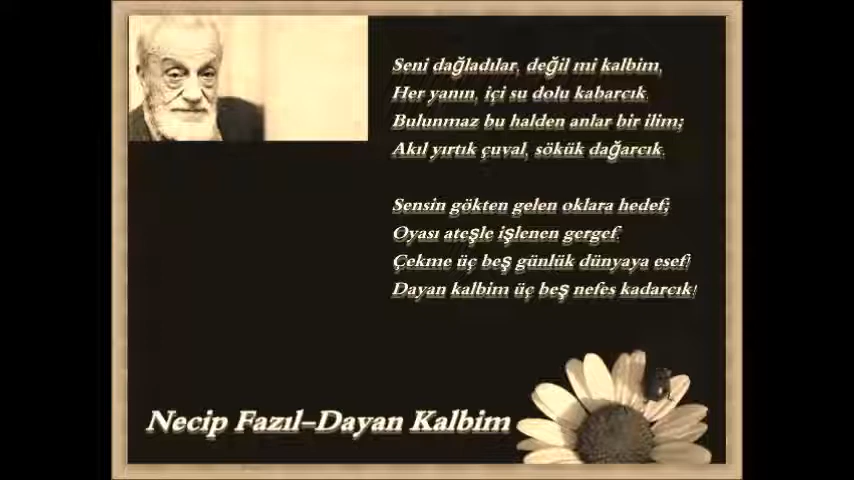 Seni dağladılar, değil mi kalbim,
Her yanın, içi su dolu kabarcık.
Bulunmaz bu halden anlar bir ilim;
Akıl yırtık çuval, sökük dağarcık.
Sensin gökten gelen oklara hedef;
Oyası ateşle işlenen gergef.
Çekme üç beş günlük dünyaya esef!
Dayan kalbim üç beş nefes kadarcık!
Necip Fazıl-Dayan Kalbim